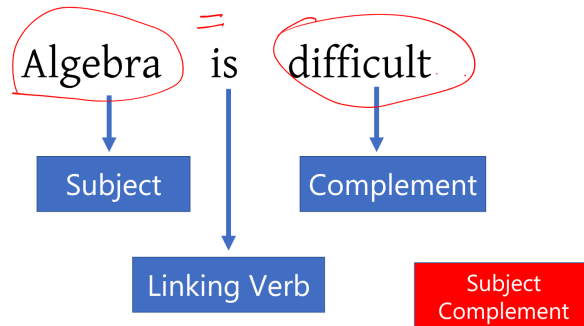 =
Algebra is difficult
Subject
Complement
Linking Verb
Subject
Complement